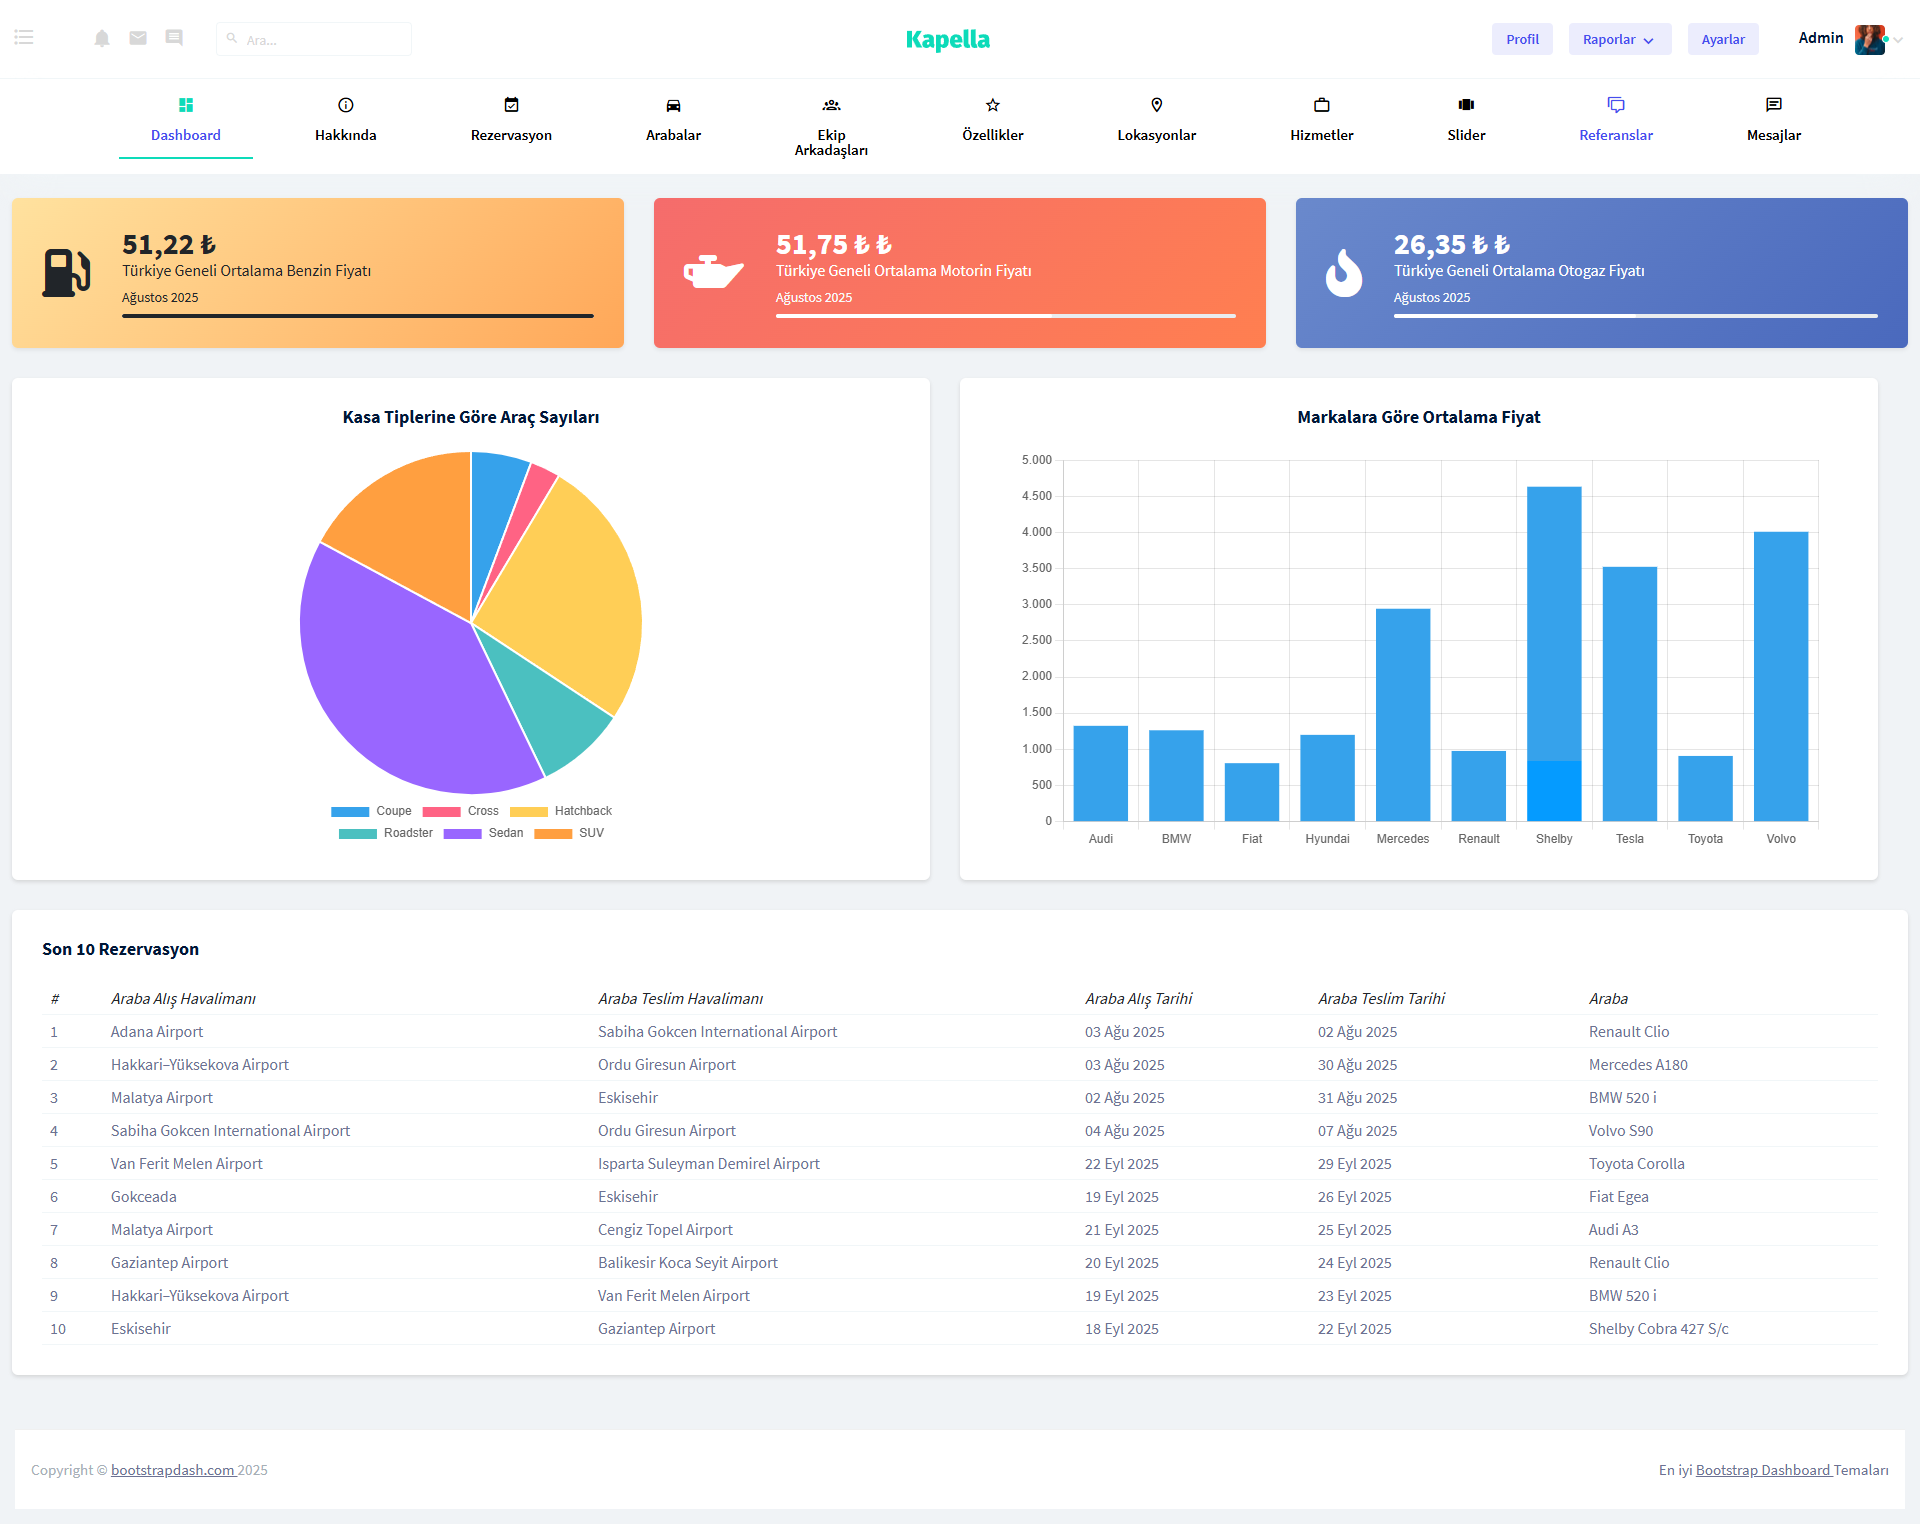 Ara...
Kapella
Profil
Raporlar
Ayarlar
Admin
Dashboard
Hakkında
Rezervasyon
Arabalar
Ekip
Arkadaşları
Özellikler
Lokasyonlar
Hizmetler
Slider
Referanslar
Mesajlar
51,22 ₺
Türkiye Geneli Ortalama Benzin Fiyatı
Ağustos 2025
51,75 ₺ ₺
Türkiye Geneli Ortalama Motorin Fiyatı
Ağustos 2025
26,35 ₺ ₺
Türkiye Geneli Ortalama Otogaz Fiyatı
Ağustos 2025
Kasa Tiplerine Göre Araç Sayıları
Coupe Cross Hatchback
Roadster Sedan SUV
Markalara Göre Ortalama Fiyat
5.000
4.500
4.000
3.500
3.000
2.500
2.000
1.500
1.000
500
0
Audi BMW Fiat Hyundai Mercedes Renault Shelby Tesla Toyota Volvo
Son 10 Rezervasyon
# Araba Alış Havalimanı Araba Teslim Havalimanı Araba Alış Tarihi Araba Teslim Tarihi Araba
1 Adana Airport Sabiha Gokcen International Airport 03 Ağu 2025 02 Ağu 2025 Renault Clio
2 Hakkari–Yüksekova Airport Ordu Giresun Airport 03 Ağu 2025 30 Ağu 2025 Mercedes A180
3 Malatya Airport Eskisehir 02 Ağu 2025 31 Ağu 2025 BMW 520 i
4 Sabiha Gokcen International Airport Ordu Giresun Airport 04 Ağu 2025 07 Ağu 2025 Volvo S90
5 Van Ferit Melen Airport Isparta Suleyman Demirel Airport 22 Eyl 2025 29 Eyl 2025 Toyota Corolla
6 Gokceada Eskisehir 19 Eyl 2025 26 Eyl 2025 Fiat Egea
7 Malatya Airport Cengiz Topel Airport 21 Eyl 2025 25 Eyl 2025 Audi A3
8 Gaziantep Airport Balikesir Koca Seyit Airport 20 Eyl 2025 24 Eyl 2025 Renault Clio
9 Hakkari–Yüksekova Airport Van Ferit Melen Airport 19 Eyl 2025 23 Eyl 2025 BMW 520 i
10 Eskisehir Gaziantep Airport 18 Eyl 2025 22 Eyl 2025 Shelby Cobra 427 S/c
Copyright © bootstrapdash.com 2025
En iyi Bootstrap Dashboard Temaları